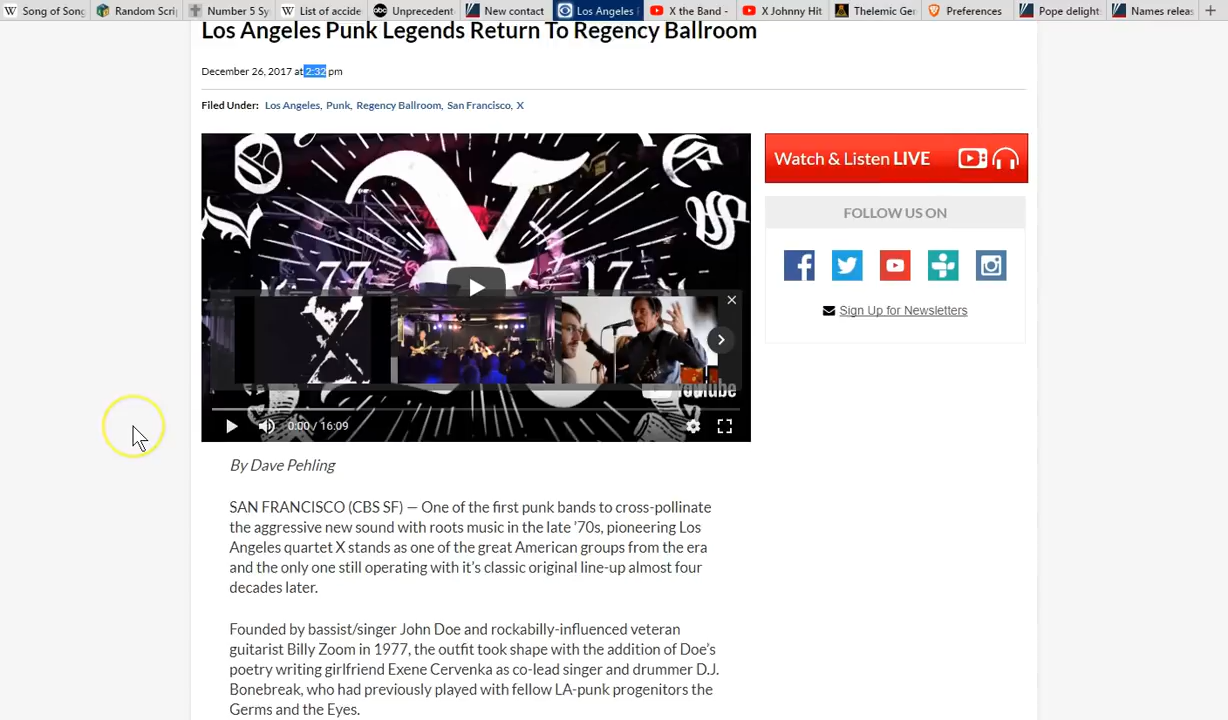 Song of Song
Random Scrip
Number 5 Sy
List of accide
Unprecedent
New contact
Los Angeles
X the Band -
X Johnny Hit
Thelemic Ger
Preferences
Pope delight
Names releas
Los Angeles Punk Legends Return To Regency Ballroom
December 26, 2017 at 2:32 pm
Filed Under: Los Angeles, Punk, Regency Ballroom, San Francisco, X
Watch & Listen LIVE
FOLLOW US ON
Sign Up for Newsletters
X
77 17
YouTube
0:00 / 16:09
By Dave Pehling
SAN FRANCISCO (CBS SF) — One of the first punk bands to cross-pollinate
the aggressive new sound with roots music in the late ’70s, pioneering Los
Angeles quartet X stands as one of the great American groups from the era
and the only one still operating with it’s classic original line-up almost four
decades later.
Founded by bassist/singer John Doe and rockabilly-influenced veteran
guitarist Billy Zoom in 1977, the outfit took shape with the addition of Doe’s
poetry writing girlfriend Exene Cervenka as co-lead singer and drummer D.J.
Bonebreak, who had previously played with fellow LA-punk progenitors the
Germs and the Eyes.